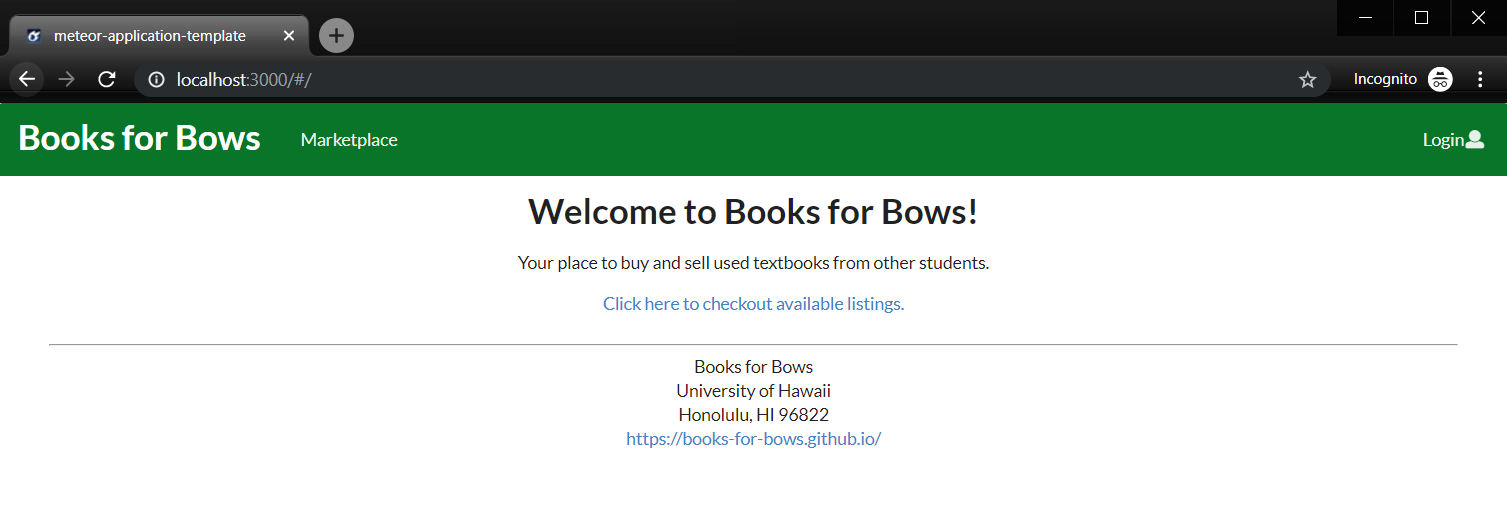 meteor-application-template
localhost:3000/#/
Incognito
Books for Bows Marketplace Login
Welcome to Books for Bows!
Your place to buy and sell used textbooks from other students.
Click here to checkout available listings.
Books for Bows
University of Hawaii
Honolulu, HI 96822
https://books-for-bows.github.io/